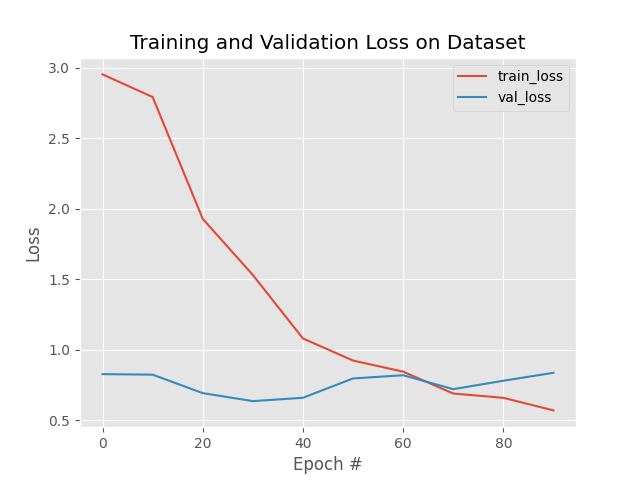 Training and Validation Loss on Dataset
train_loss
val_loss
3.0
2.5
2.0
1.5
1.0
0.5
Loss
0 20 40 60 80
Epoch #